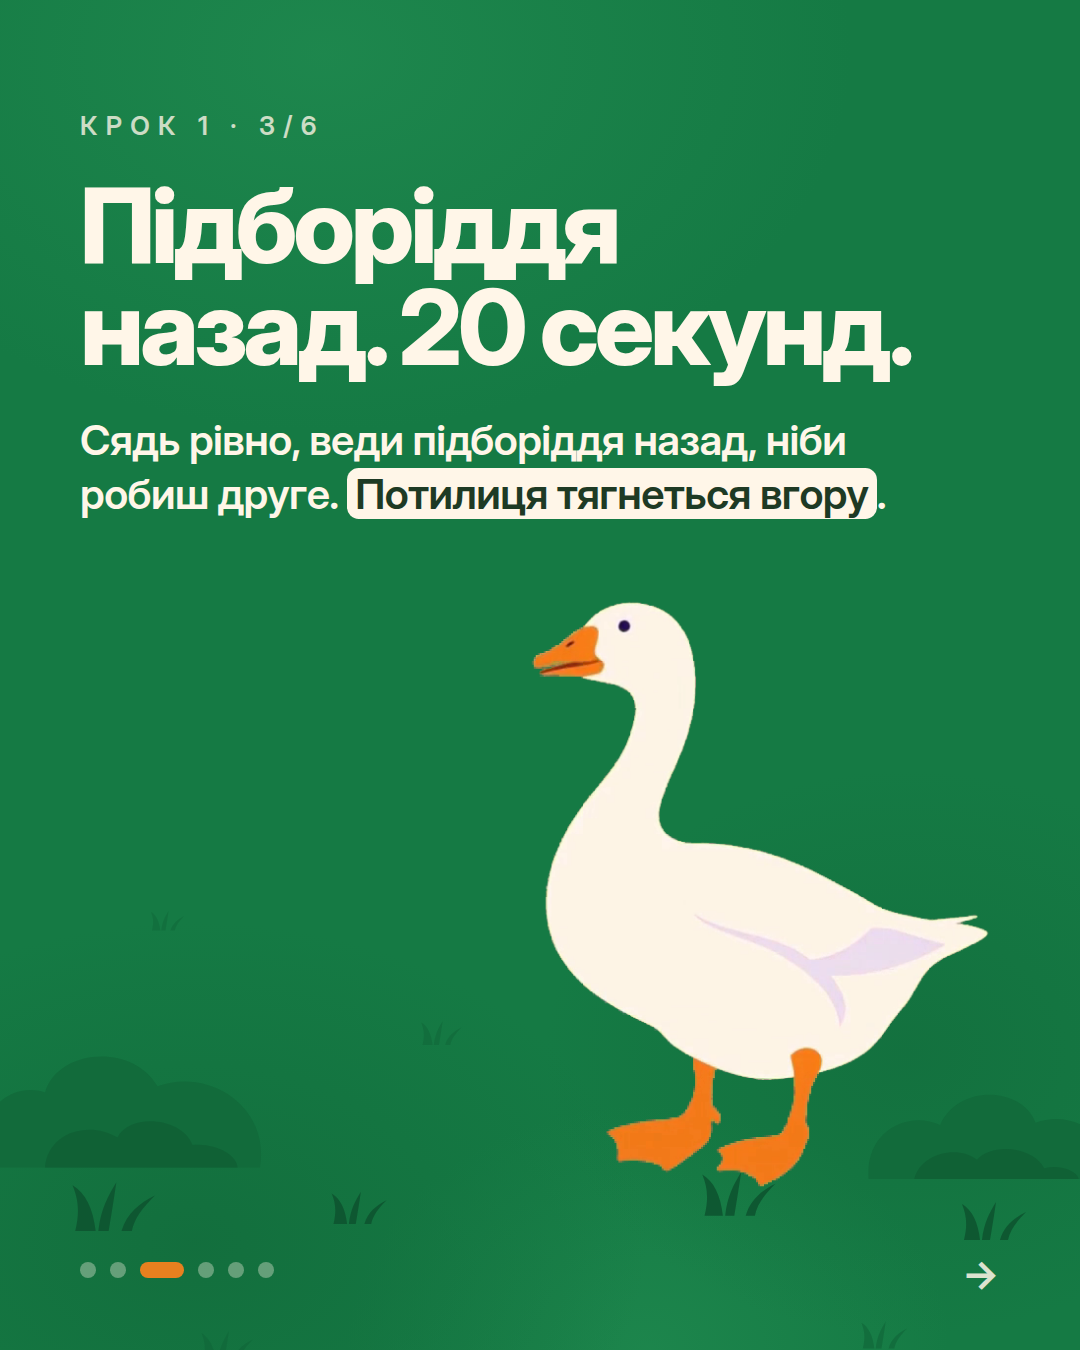 КРОК 1 · 3/6
Підборіддя
назад. 20 секунд.
Сядь рівно, веди підборіддя назад, ніби
робиш друге. Потилиця тягнеться вгору.